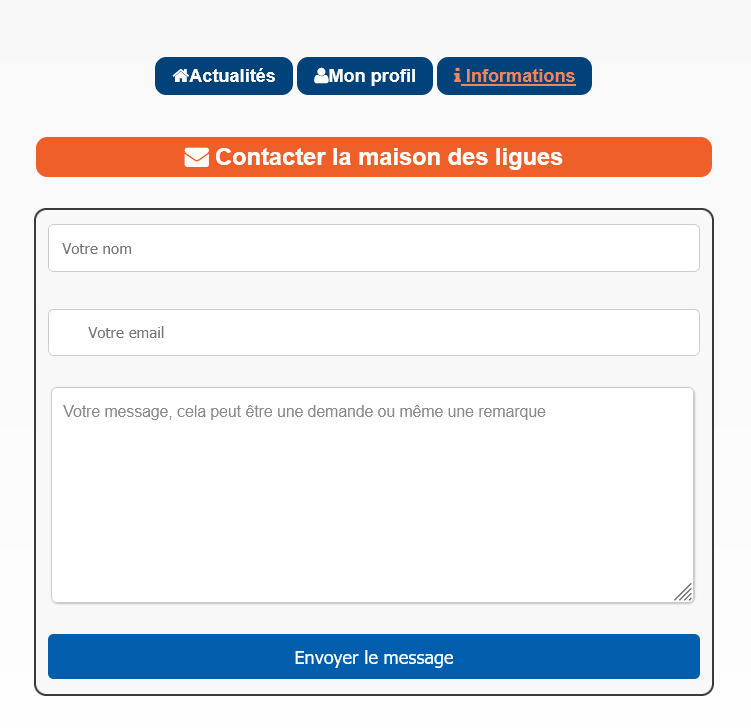 Actualités Mon profil Informations
Contacter la maison des ligues
Votre nom
Votre email
Votre message, cela peut être une demande ou même une remarque
Envoyer le message